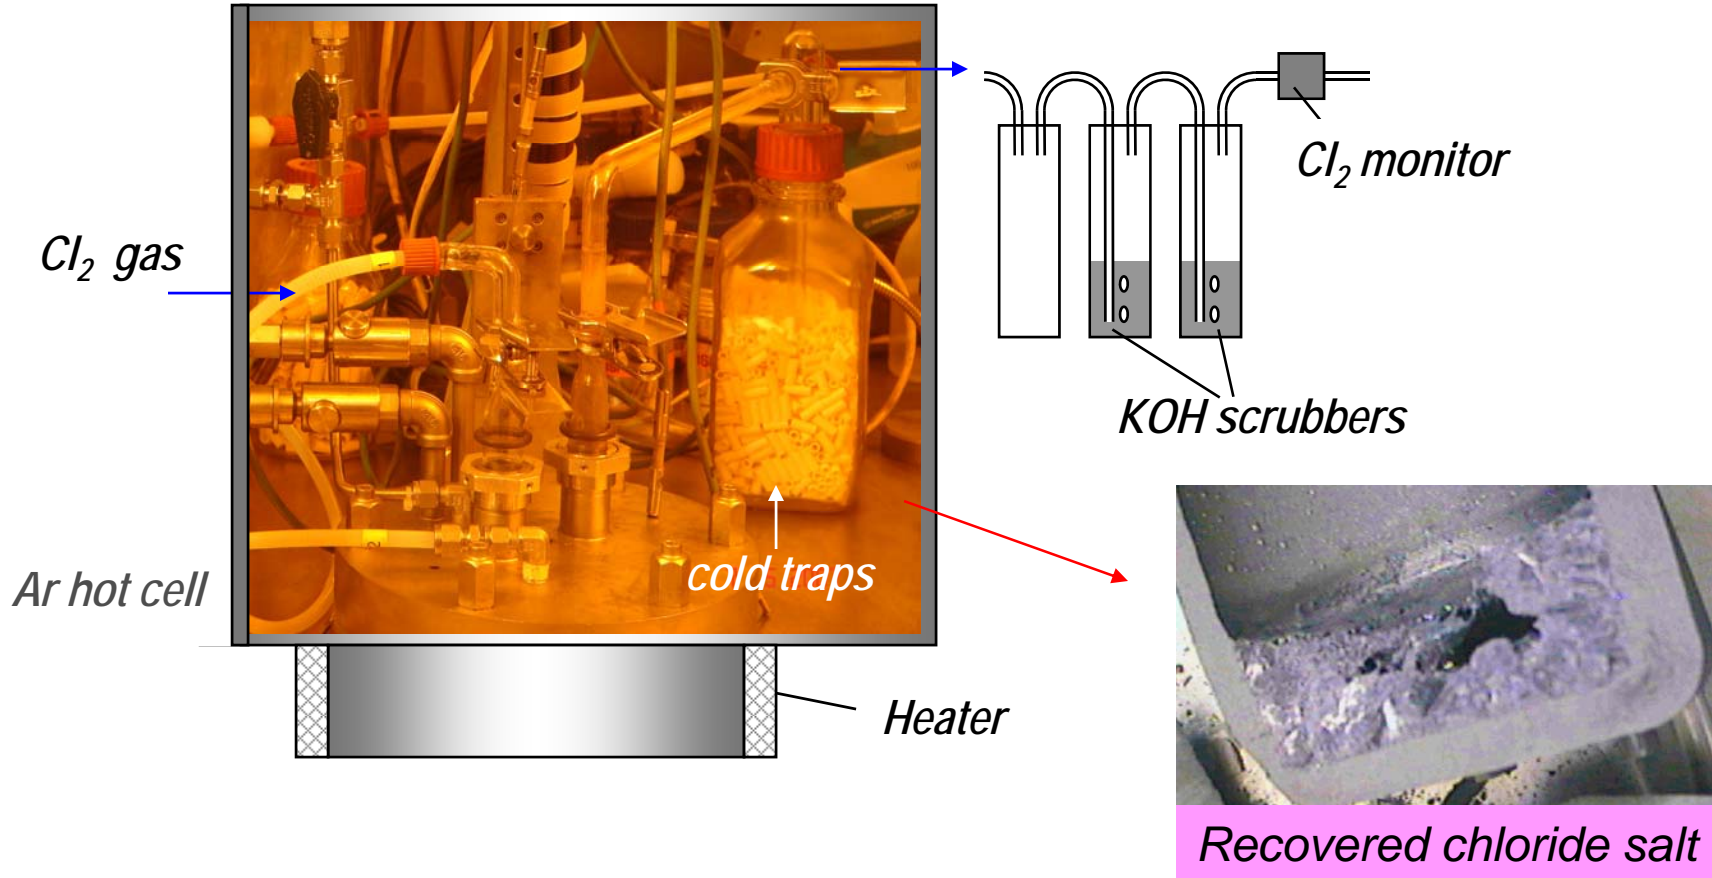 Cl₂ monitor
Cl₂ gas
KOH scrubbers
cold traps
Ar hot cell
Heater
Recovered chloride salt